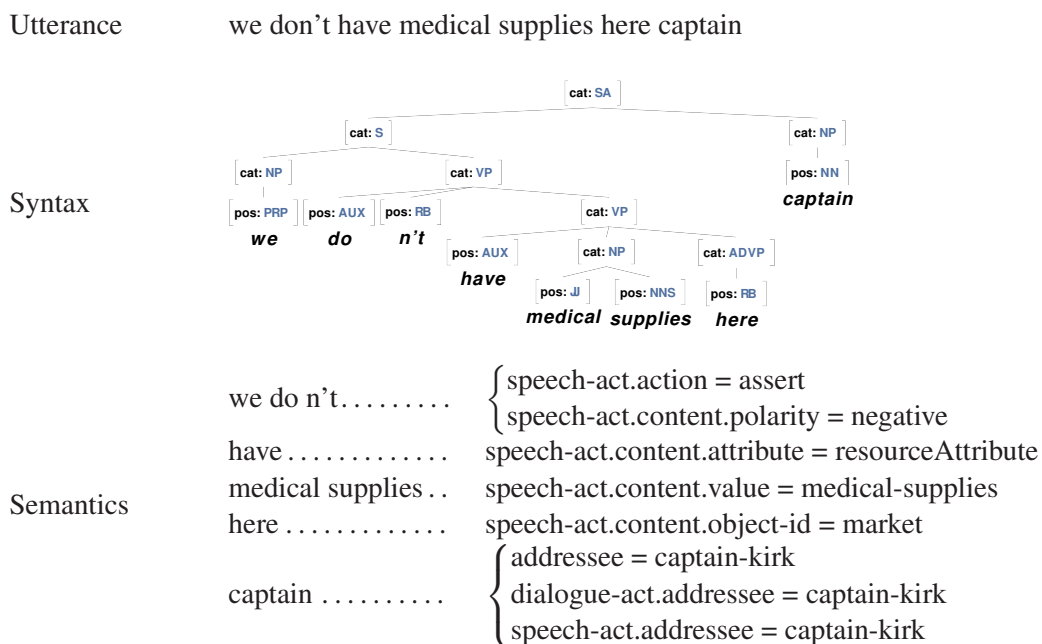 Utterance we don't have medical supplies here captain
[cat: SA]
[cat: S] [cat: NP]
[cat: NP] [cat: VP] [pos: NN]
captain
Syntax
[pos: PRP] [pos: AUX] [pos: RB] [cat: VP]
we do n't
[pos: AUX] [cat: NP] [cat: ADVP]
have
[pos: JJ] [pos: NNS] [pos: RB]
medical supplies here
Semantics
we do n't......... { speech-act.action = assert
speech-act.content.polarity = negative
have ............. speech-act.content.attribute = resourceAttribute
medical supplies .. speech-act.content.value = medical-supplies
here ............. speech-act.content.object-id = market
captain .......... { addressee = captain-kirk
dialogue-act.addressee = captain-kirk
speech-act.addressee = captain-kirk